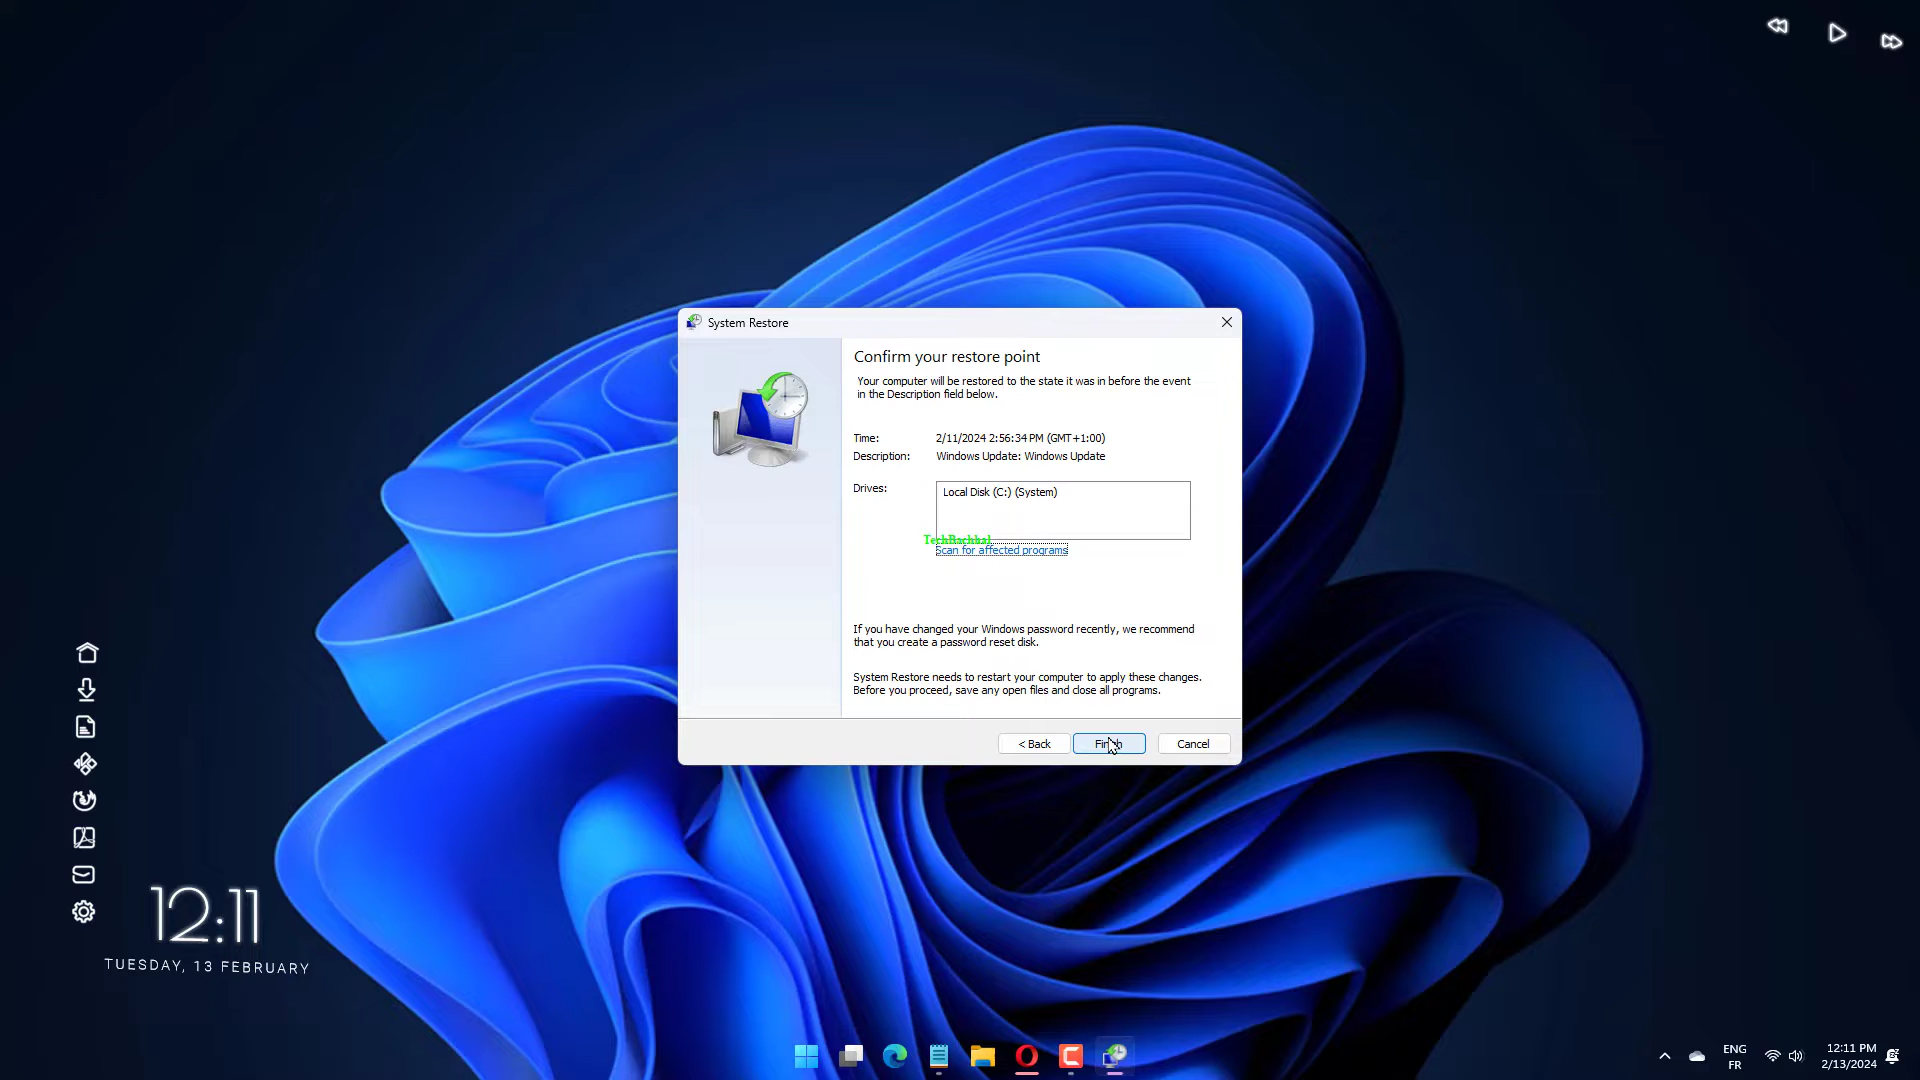 System Restore
Confirm your restore point
Your computer will be restored to the state it was in before the event
in the Description field below.
Time: 2/11/2024 2:56:34 PM (GMT+1:00)
Description: Windows Update: Windows Update
Drives: Local Disk (C:) (System)
TechRachhal
Scan for affected programs
If you have changed your Windows password recently, we recommend
that you create a password reset disk.
System Restore needs to restart your computer to apply these changes.
Before you proceed, save any open files and close all programs.
< Back Finish Cancel
12:11
TUESDAY, 13 FEBRUARY
ENG
FR
12:11 PM
2/13/2024